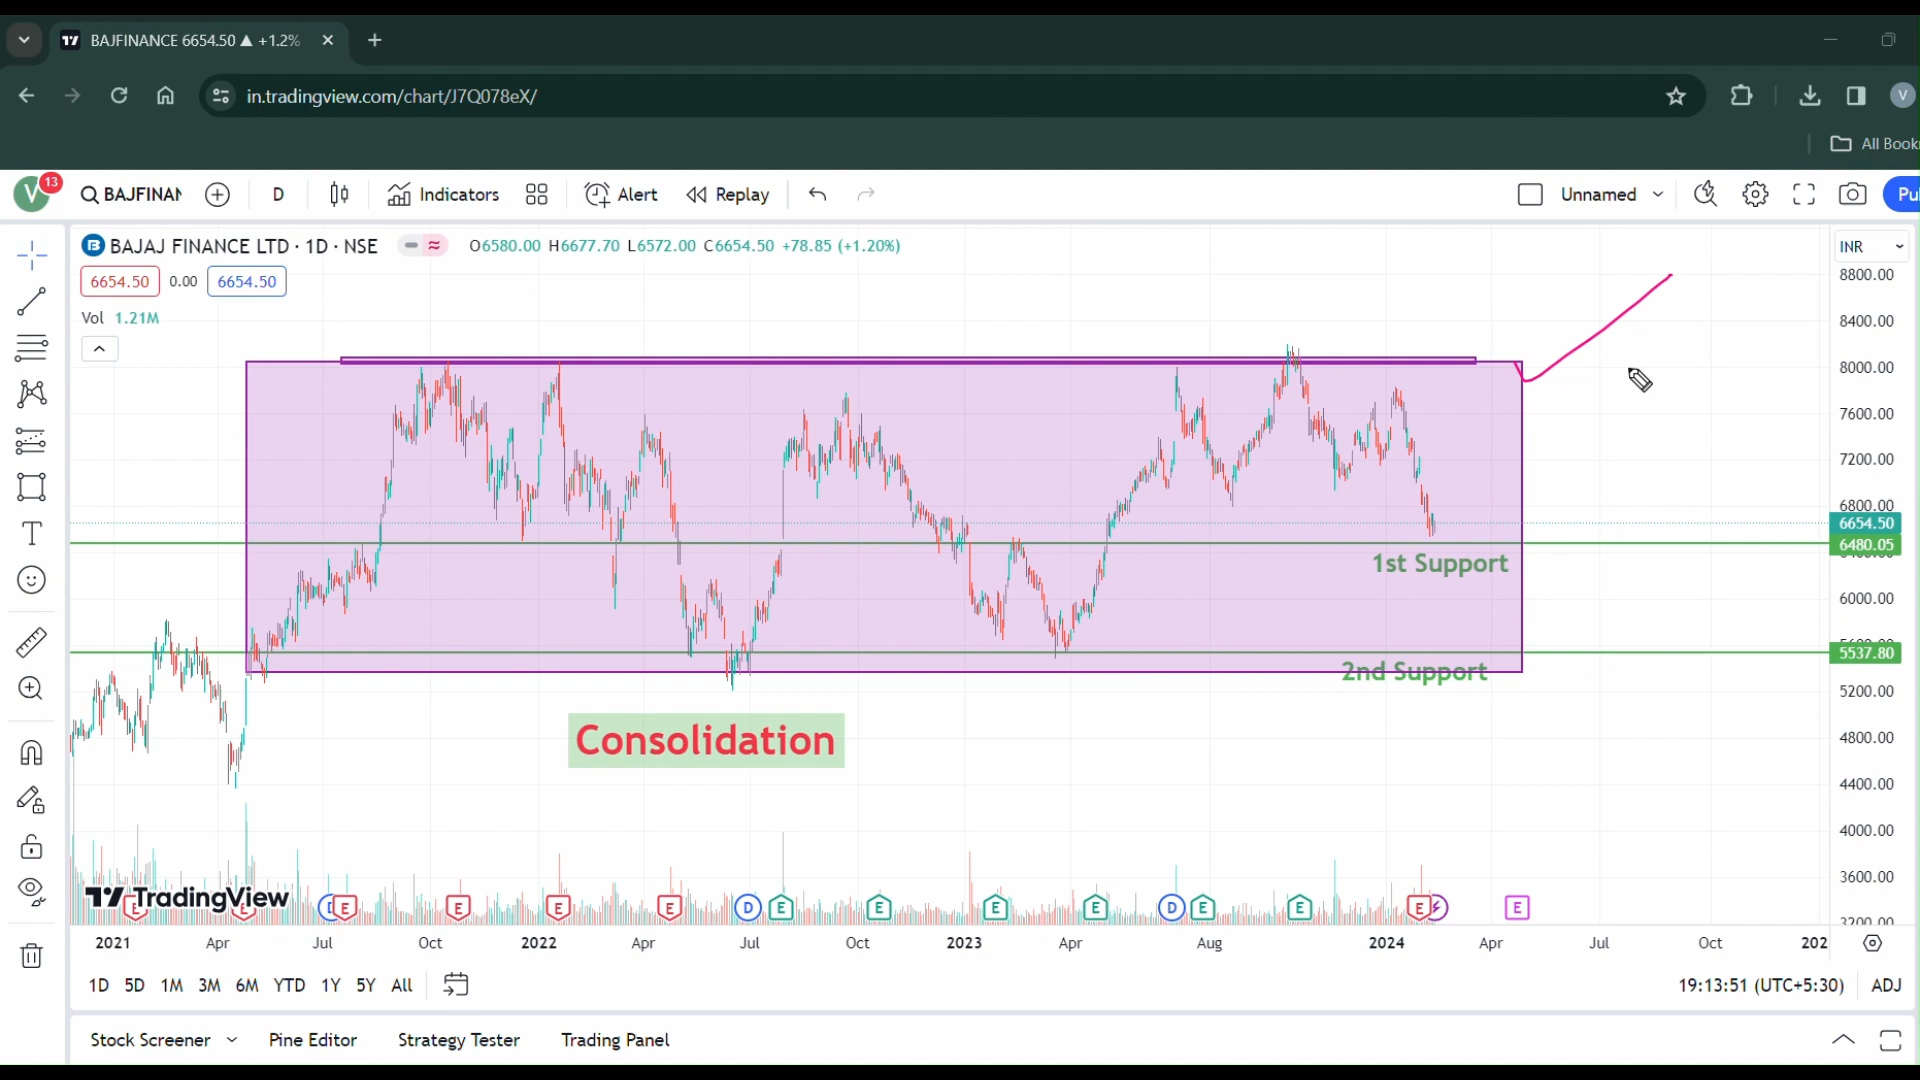 BAJFINANCE 6654.50 ▲ +1.2%
in.tradingview.com/chart/J7Q078eX/
V
All Book
V 13 BAJFINAN D Indicators Alert Replay Unnamed Pu
BAJAJ FINANCE LTD · 1D · NSE O6580.00 H6677.70 L6572.00 C6654.50 +78.85 (+1.20%) INR
6654.50 0.00 6654.50
Vol 1.21M
8800.00
8400.00
8000.00
7600.00
7200.00
6800.00
6654.50
6480.05
1st Support
6000.00
5537.80
2nd Support
5200.00
Consolidation
4800.00
4400.00
4000.00
3600.00
TradingView
E E E E E E D E E E E D E E E E
3200.00
2021 Apr Jul Oct 2022 Apr Jul Oct 2023 Apr Aug 2024 Apr Jul Oct 202
1D 5D 1M 3M 6M YTD 1Y 5Y All 19:13:51 (UTC+5:30) ADJ
Stock Screener Pine Editor Strategy Tester Trading Panel